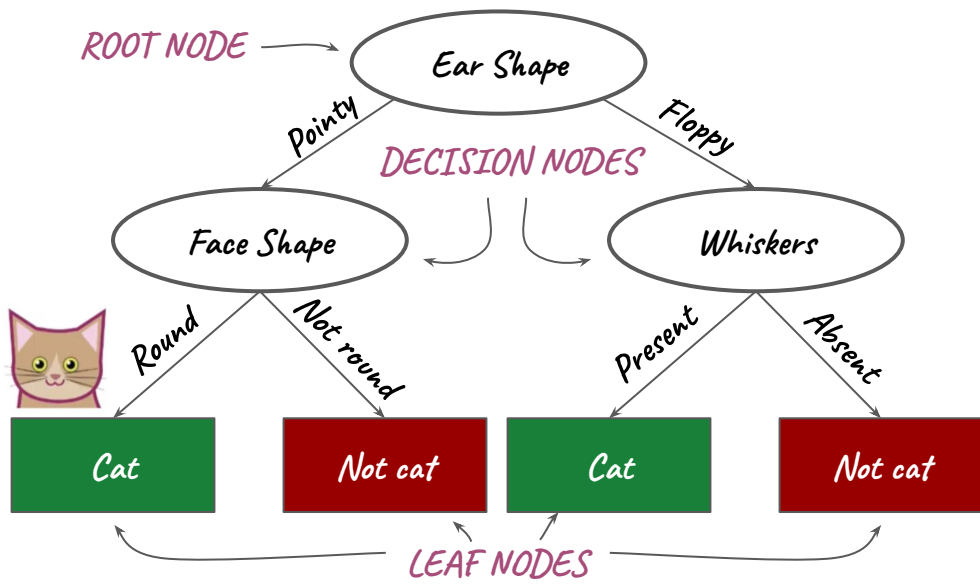 ROOT NODE
Ear Shape
Pointy
Floppy
DECISION NODES
Face Shape
Whiskers
Round
Not round
Present
Absent
Cat
Not cat
Cat
Not cat
LEAF NODES